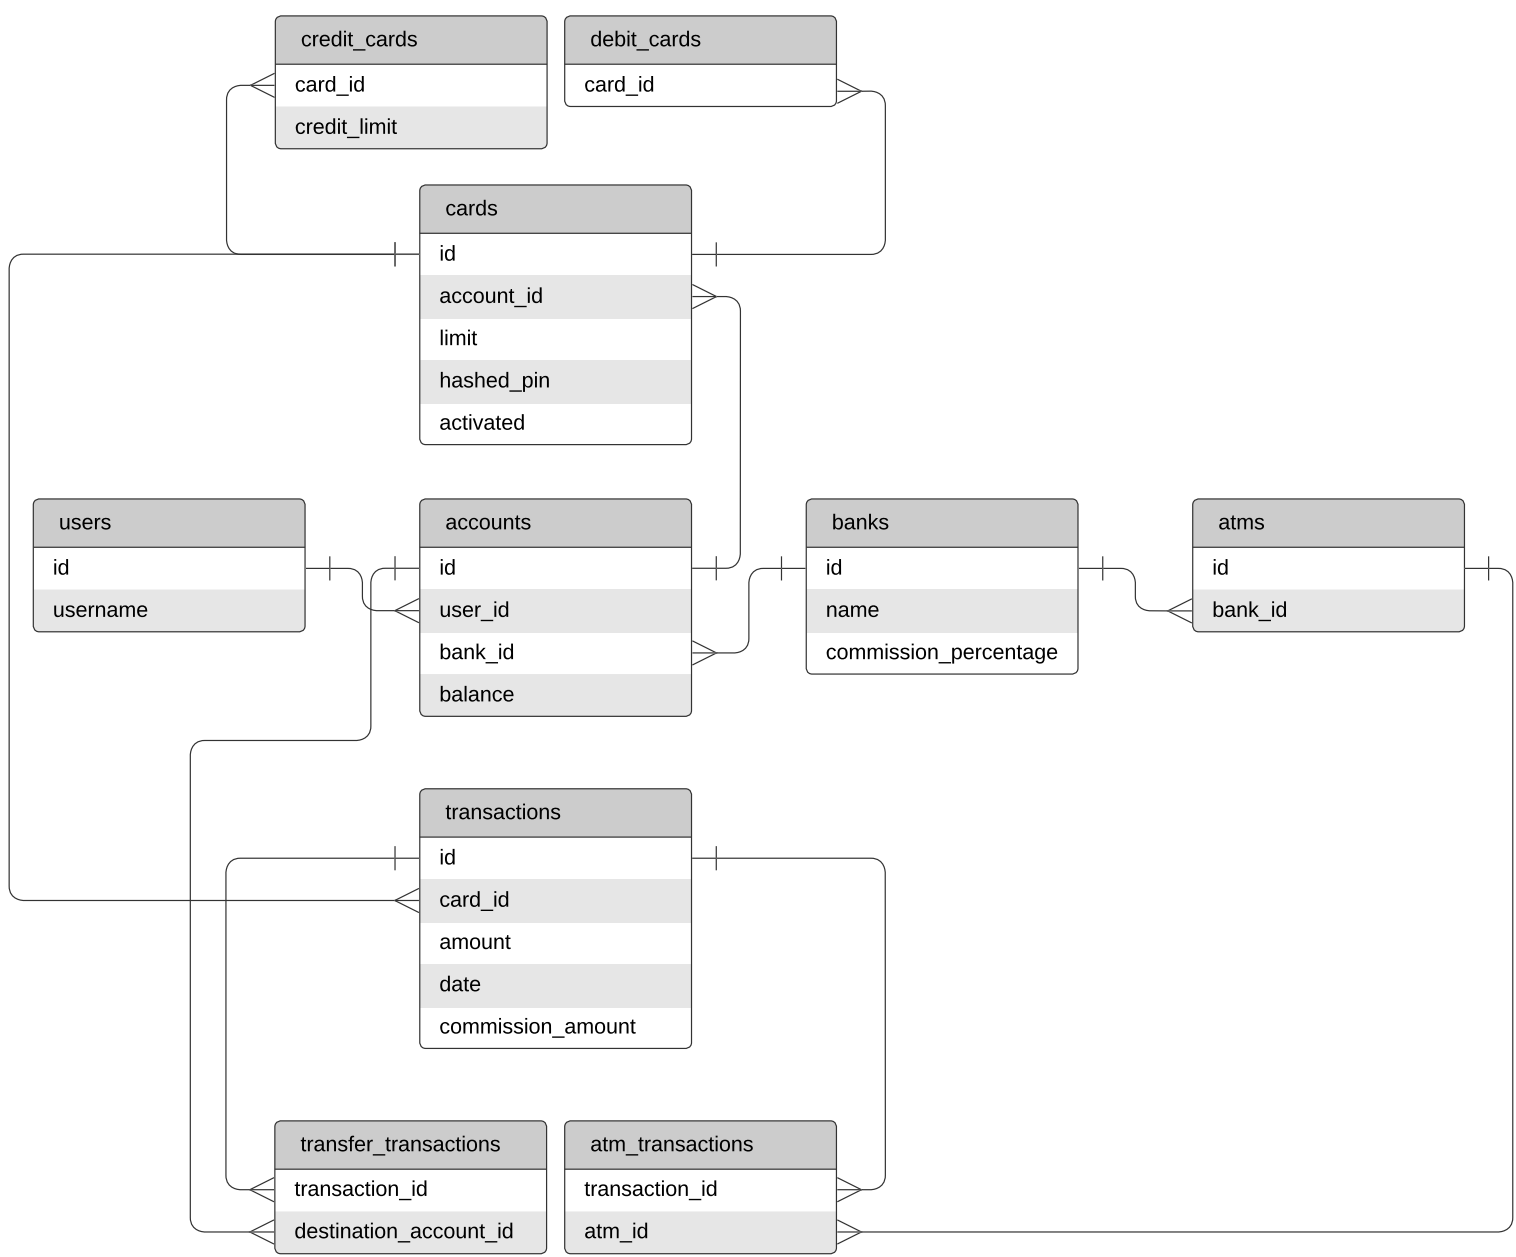 credit_cards
card_id
credit_limit
debit_cards
card_id
cards
id
account_id
limit
hashed_pin
activated
users
id
username
accounts
id
user_id
bank_id
balance
banks
id
name
commission_percentage
atms
id
bank_id
transactions
id
card_id
amount
date
commission_amount
transfer_transactions
transaction_id
destination_account_id
atm_transactions
transaction_id
atm_id